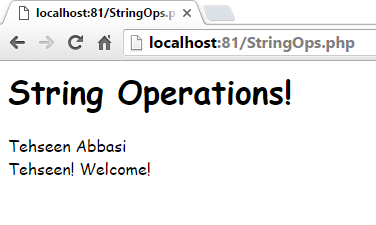 localhost:81/StringOps.p
localhost:81/StringOps.php
String Operations!
Tehseen Abbasi
Tehseen! Welcome!